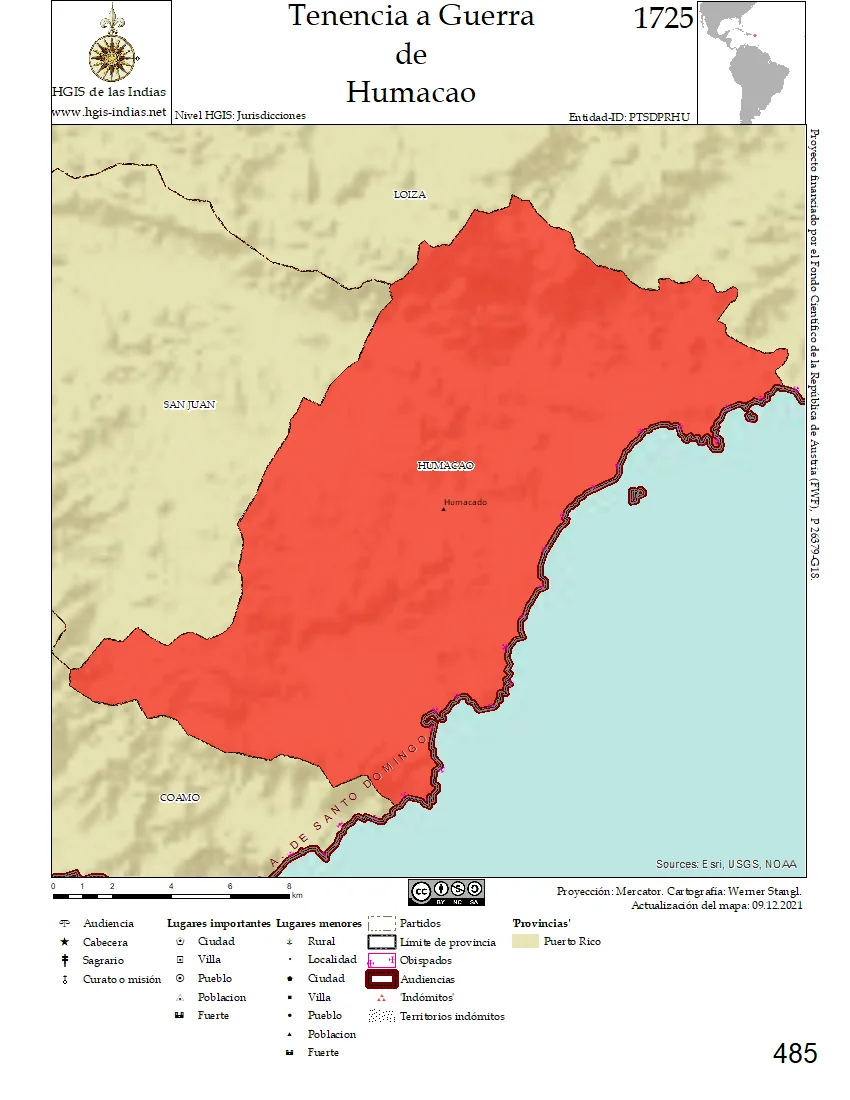 Tenencia a Guerra
de
Humacao
1725
HGIS de las Indias
www.hgis-indias.net
Nivel HGIS: Jurisdicciones
Entidad-ID: PTSDPRHU
Proyecto financiado por el Fondo Científico de la República de Austria (FWF), P 26379-G18.
LOIZA
SAN JUAN
HUMACAO
Humacado
COAMO
A. DE SANTO DOMINGO
Sources: Esri, USGS, NOAA
0 1 2 4 6 8
km
BY NC SA
Proyección: Mercator. Cartografía: Werner Stangl.
Actualización del mapa: 09.12.2021
Audiencia
Cabecera
Sagrario
Curato o misión
Lugares importantes
Ciudad
Villa
Pueblo
Poblacion
Fuerte
Lugares menores
Rural
Localidad
Ciudad
Villa
Pueblo
Poblacion
Fuerte
Partidos
Límite de provincia
Obispados
Audiencias
'Indómitos'
Territorios indómitos
'Provincias'
Puerto Rico
485